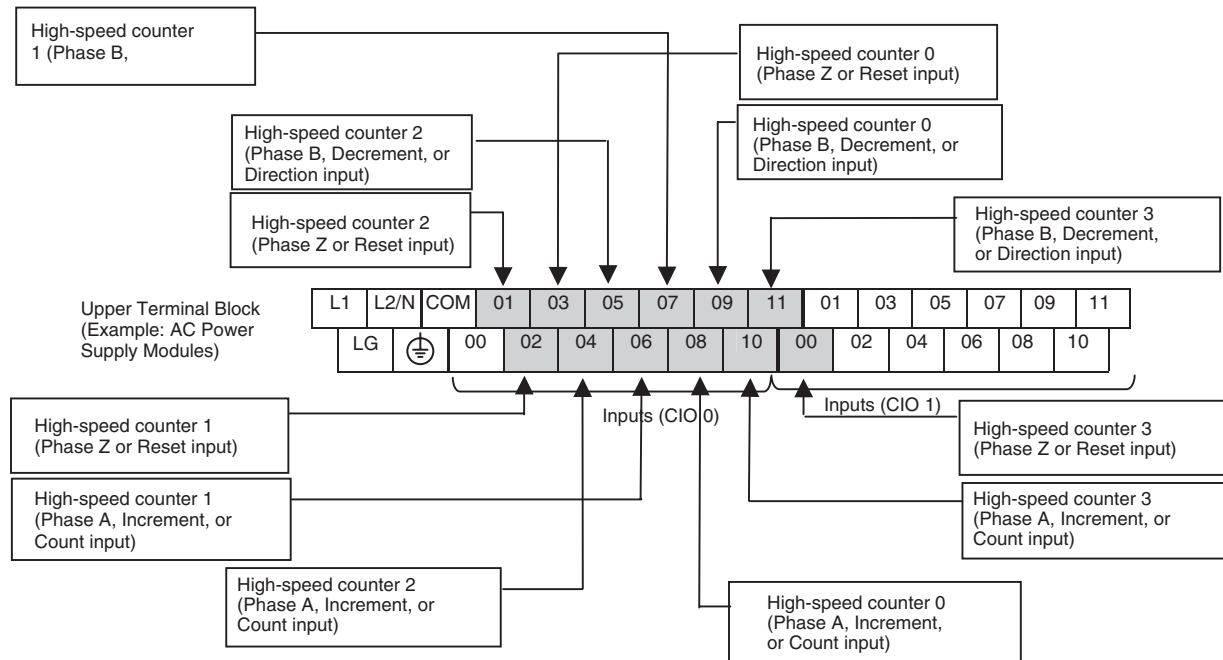 High-speed counter
1 (Phase B,
High-speed counter 0
(Phase Z or Reset input)
High-speed counter 2
(Phase B, Decrement, or
Direction input)
High-speed counter 0
(Phase B, Decrement, or
Direction input)
High-speed counter 2
(Phase Z or Reset input)
High-speed counter 3
(Phase B, Decrement,
or Direction input)
Upper Terminal Block
(Example: AC Power
Supply Modules)
L1 L2/N COM 01 03 05 07 09 11 01 03 05 07 09 11
LG 00 02 04 06 08 10 00 02 04 06 08 10
Inputs (CIO 0)
Inputs (CIO 1)
High-speed counter 1
(Phase Z or Reset input)
High-speed counter 3
(Phase Z or Reset input)
High-speed counter 1
(Phase A, Increment, or
Count input)
High-speed counter 3
(Phase A, Increment, or
Count input)
High-speed counter 2
(Phase A, Increment, or
Count input)
High-speed counter 0
(Phase A, Increment,
or Count input)